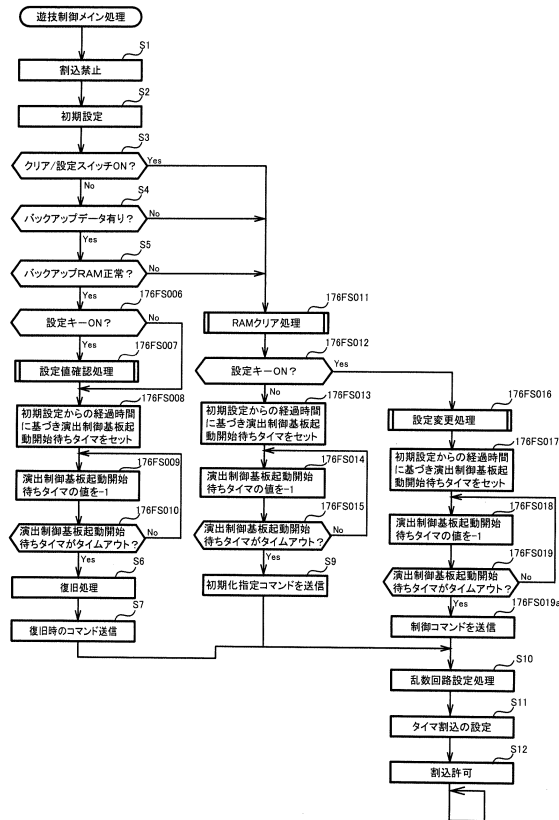 遊技制御メイン処理
S1
割込禁止
S2
初期設定
S3
クリア/設定スイッチON?
Yes
No
S4
バックアップデータ有り?
No
Yes
S5
バックアップRAM正常?
No
Yes
176FS006
設定キーON?
No
Yes
176FS007
設定値確認処理
176FS008
初期設定からの経過時間
に基づき演出制御基板起
動開始待ちタイマをセット
176FS009
演出制御基板起動開始
待ちタイマの値を-1
176FS010
演出制御基板起動開始
待ちタイマがタイムアウト?
No
Yes
S6
復旧処理
S7
復旧時のコマンド送信
176FS011
RAMクリア処理
176FS012
設定キーON?
Yes
No
176FS013
初期設定からの経過時間
に基づき演出制御基板起
動開始待ちタイマをセット
176FS014
演出制御基板起動開始
待ちタイマの値を-1
176FS015
演出制御基板起動開始
待ちタイマがタイムアウト?
No
Yes
S9
初期化指定コマンドを送信
176FS016
設定変更処理
176FS017
初期設定からの経過時間
に基づき演出制御基板起
動開始待ちタイマをセット
176FS018
演出制御基板起動開始
待ちタイマの値を-1
176FS019
演出制御基板起動開始
待ちタイマがタイムアウト?
No
Yes
176FS019a
制御コマンドを送信
S10
乱数回路設定処理
S11
タイマ割込の設定
S12
割込許可